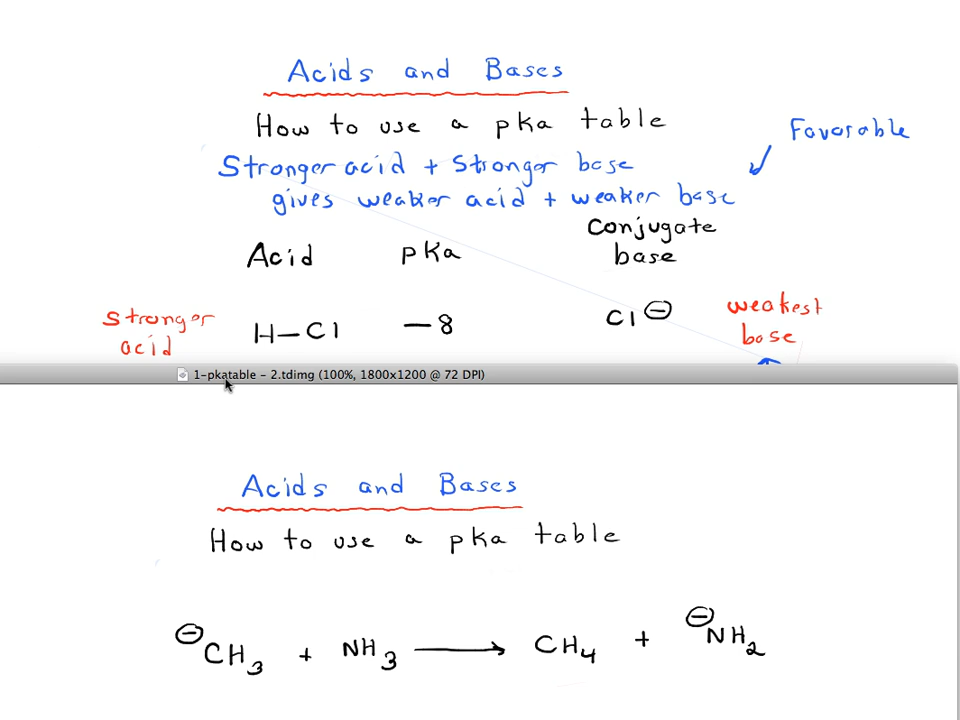 Acids and Bases
How to use a pka table
Favorable
Stronger acid + Stronger base
gives weaker acid + weaker base
Acid pKa Conjugate base
Stronger acid H—Cl —8 Cl⊖ weakest base
1-pkatable – 2.tdimg (100%, 1800x1200 @ 72 DPI)
Acids and Bases
How to use a pka table
⊖CH3 + NH3 ⟶ CH4 + ⊖NH2